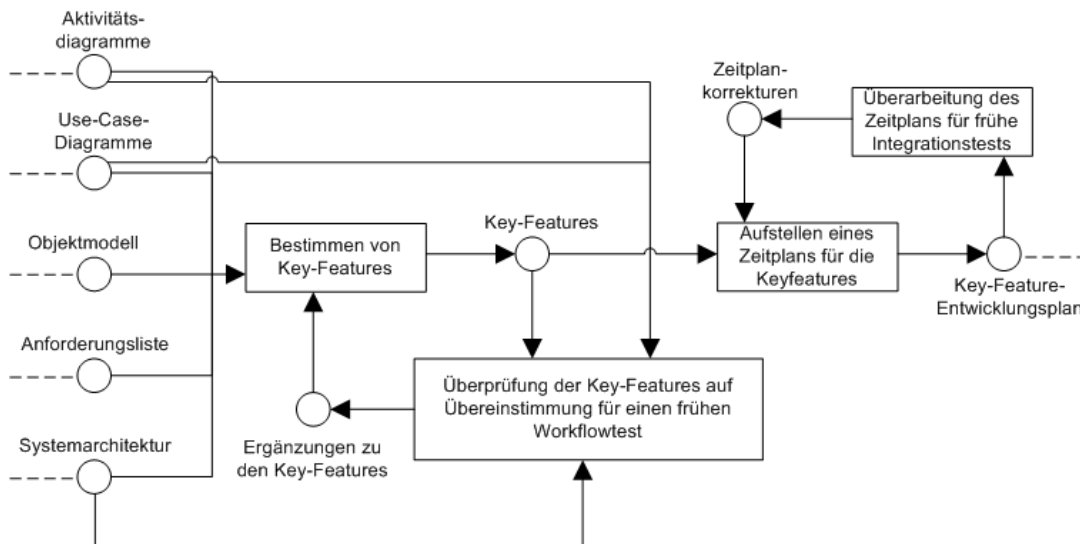 Aktivitäts-
diagramme
Use-Case-
Diagramme
Objektmodell
Anforderungsliste
Systemarchitektur
Bestimmen von
Key-Features
Ergänzungen zu
den Key-Features
Key-Features
Überprüfung der Key-Features auf
Übereinstimmung für einen frühen
Workflowtest
Zeitplan-
korrekturen
Überarbeitung des
Zeitplans für frühe
Integrationstests
Aufstellen eines
Zeitplans für die
Keyfeatures
Key-Feature-
Entwicklungsplan